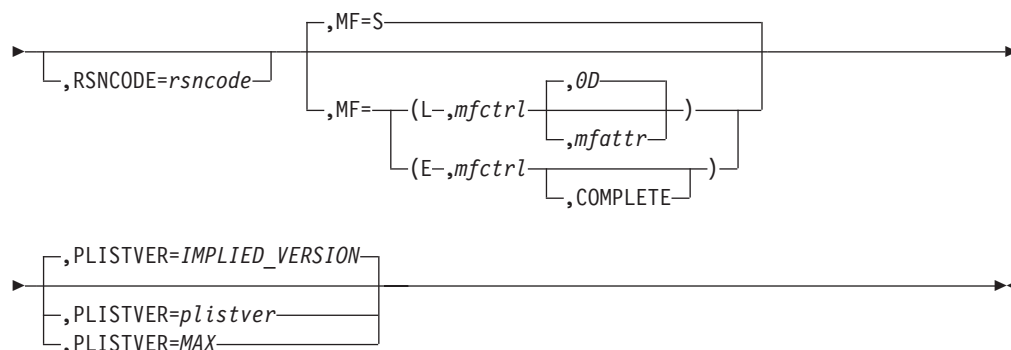 ,MF=S
,RSNCODE=rsncode
,MF= (L ,mfctrl ,0D )
,mfattr
(E ,mfctrl )
,COMPLETE
,PLISTVER=IMPLIED_VERSION
,PLISTVER=plistver
,PLISTVER=MAX